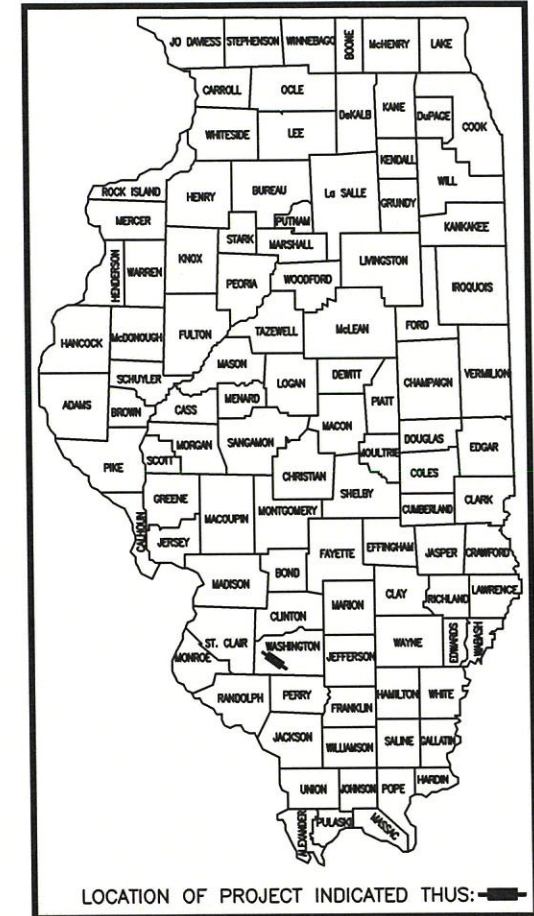 JO DAVIESS STEPHENSON WINNEBAGO BOONE McHENRY LAKE
CARROLL OCLE DeKALB KANE DuPAGE COOK
WHITESIDE LEE
KENDALL WILL
ROCK ISLAND HENRY BUREAU La SALLE GRUNDY
MERCER PUTNAM KANKAKEE
STARK MARSHALL
HENDERSON WARREN KNOX LIVINGSTON
PEORIA WOODFORD IROQUOIS
HANCOCK McDONOUGH FULTON TAZEWELL McLEAN FORD
MASON
SCHUYLER LOGAN DEWITT CHAMPAIGN VERMILION
ADAMS BROWN CASS MENARD PIATT
MACON
MORGAN SANGAMON DOUGLAS EDGAR
PIKE SCOTT MOULTRIE
CHRISTIAN COLES
GREENE SHELBY
CALHOUN MACOUPIN MONTGOMERY CUMBERLAND CLARK
JERSEY FAYETTE EFFINGHAM JASPER CRAWFORD
MADISON BOND
MARION CLAY RICHLAND LAWRENCE
CLINTON
ST. CLAIR WASHINGTON WAYNE EDWARDS WABASH
MONROE JEFFERSON
RANDOLPH PERRY HAMILTON WHITE
FRANKLIN
JACKSON WILLIAMSON SALINE GALLATIN
UNION JOHNSON POPE HARDIN
ALEXANDER PULASKI MASSAC
LOCATION OF PROJECT INDICATED THUS: